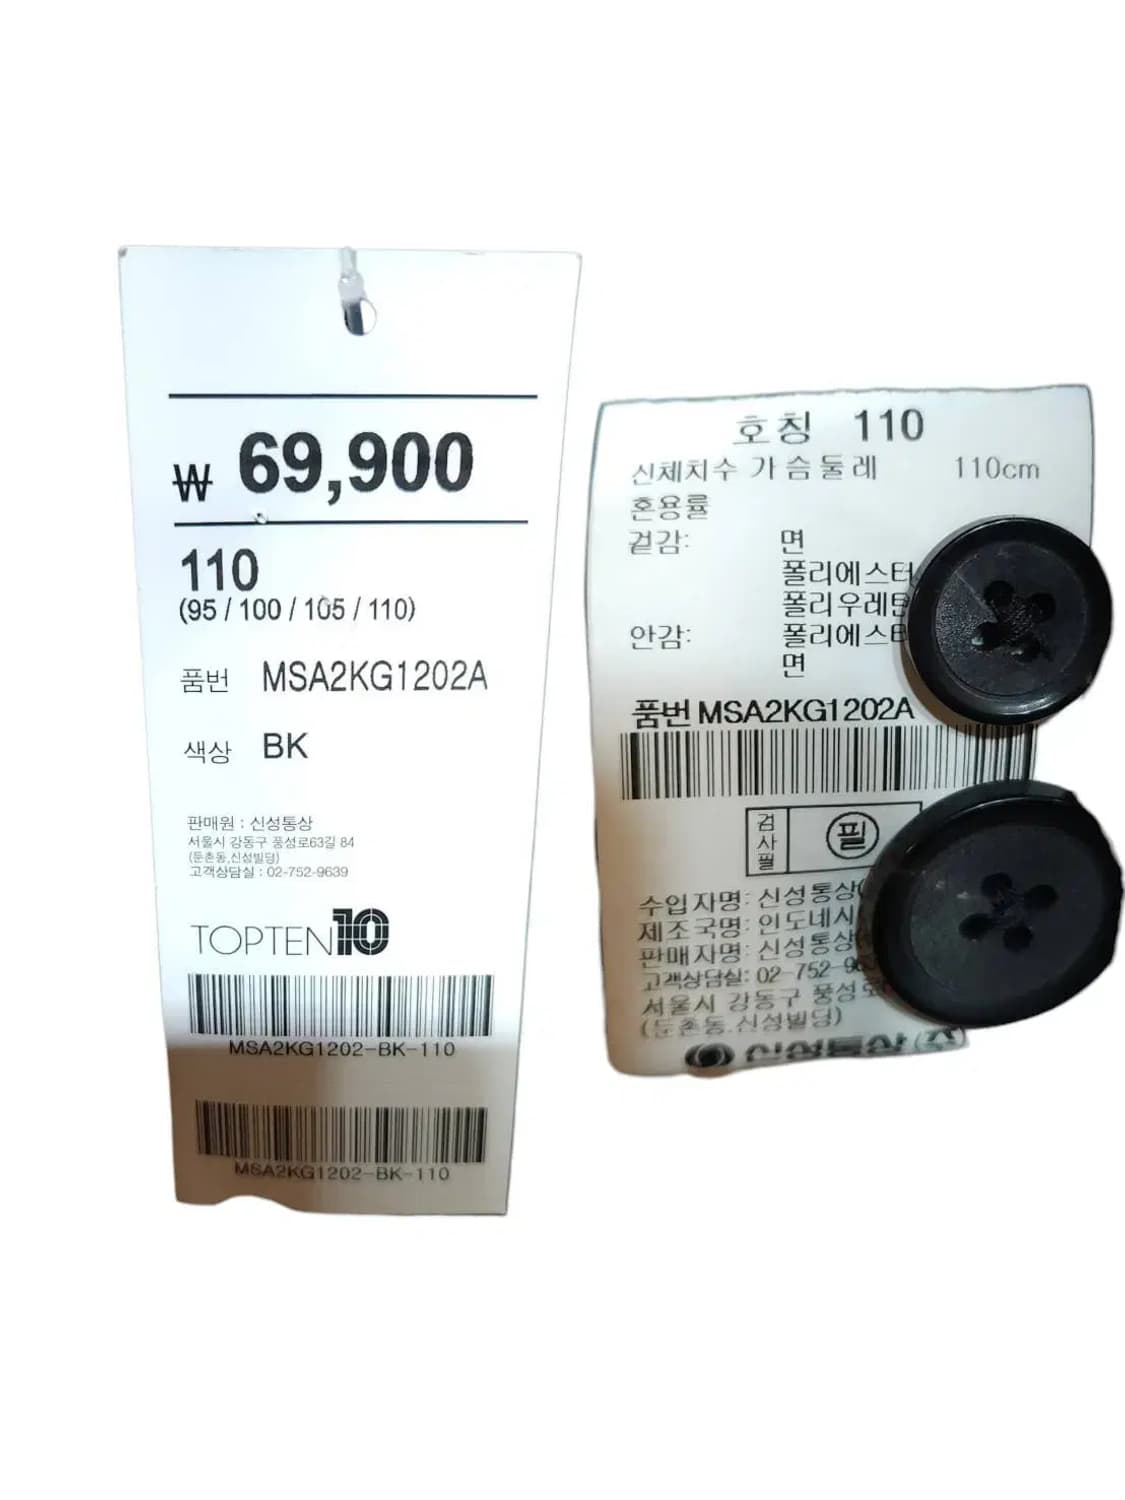 ₩ 69,900
110
(95 / 100 / 105 / 110)
품번 MSA2KG1202A
색상 BK
판매원 : 신성통상
서울시 강동구 풍성로63길 84
(둔촌동,신성빌딩)
고객상담실 : 02-752-9639
TOPTEN10
MSA2KG1202-BK-110
MSA2KG1202-BK-110
호칭 110
신체치수 가슴둘레 110cm
혼용률
겉감: 면
폴리에스터
폴리우레탄
안감: 폴리에스터
면
품번 MSA2KG1202A
검사필 필
수입자명: 신성통상
제조국명: 인도네시
판매자명: 신성통상
고객상담실: 02-752-96
서울시 강동구 풍성로
(둔촌동,신성빌딩)
신성통상(주)